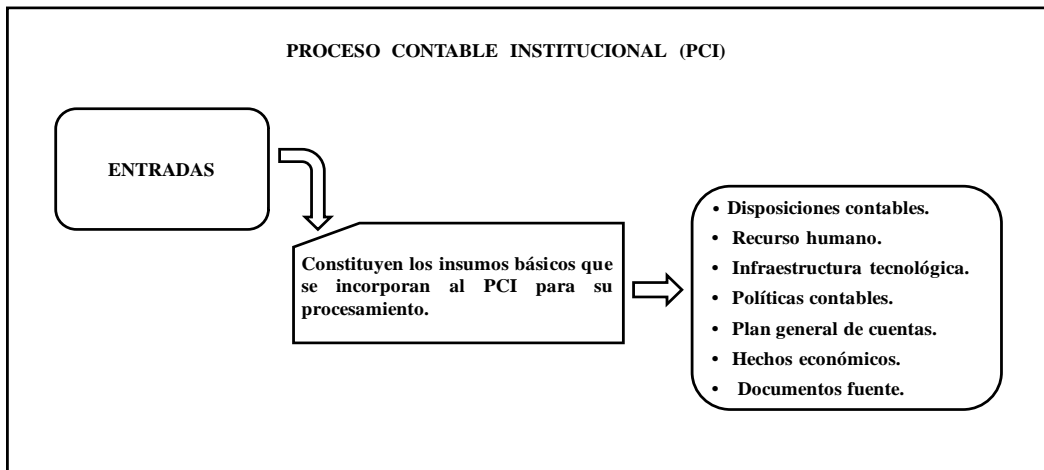 PROCESO CONTABLE INSTITUCIONAL (PCI)
ENTRADAS
Constituyen los insumos básicos que
se incorporan al PCI para su
procesamiento.
• Disposiciones contables.
• Recurso humano.
• Infraestructura tecnológica.
• Políticas contables.
• Plan general de cuentas.
• Hechos económicos.
• Documentos fuente.